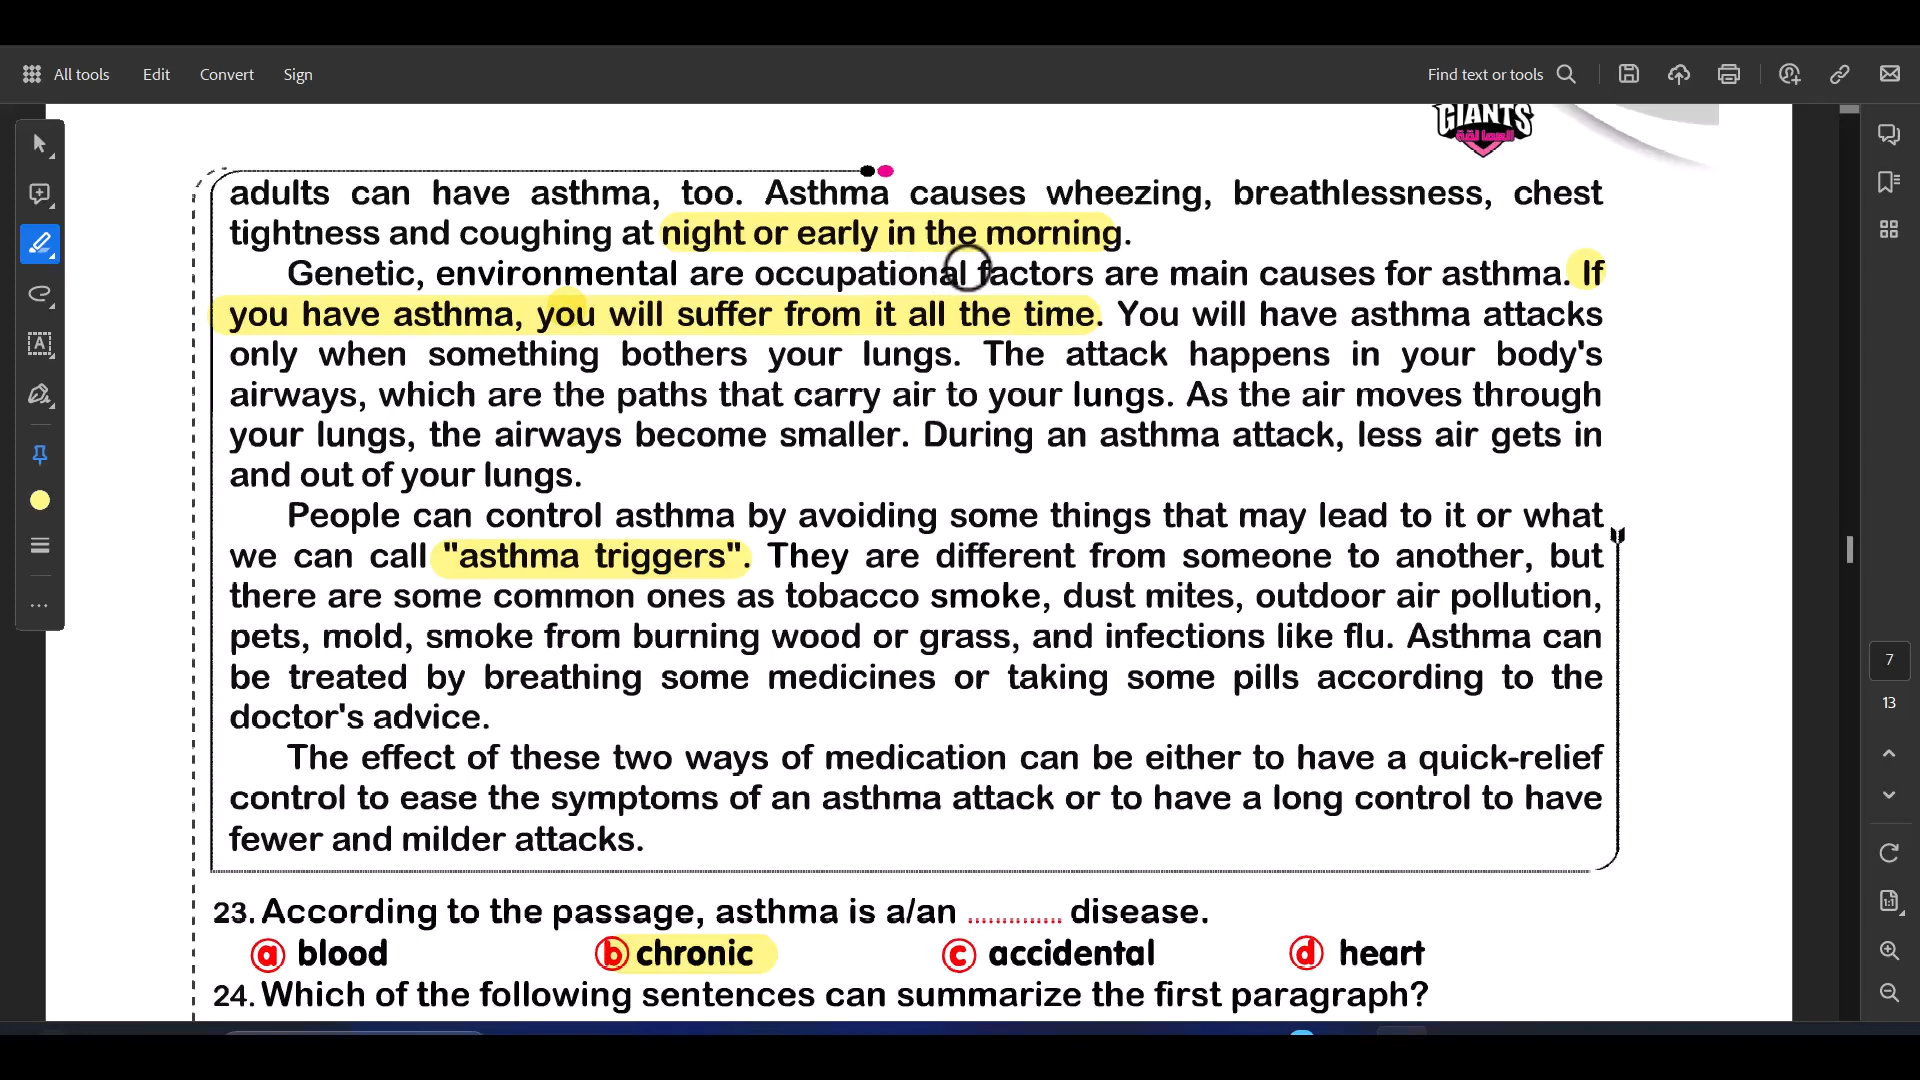 All tools Edit Convert Sign Find text or tools
GIANTS
العمالقة
adults can have asthma, too. Asthma causes wheezing, breathlessness, chest
tightness and coughing at night or early in the morning.
Genetic, environmental are occupational factors are main causes for asthma. If
you have asthma, you will suffer from it all the time. You will have asthma attacks
only when something bothers your lungs. The attack happens in your body's
airways, which are the paths that carry air to your lungs. As the air moves through
your lungs, the airways become smaller. During an asthma attack, less air gets in
and out of your lungs.
People can control asthma by avoiding some things that may lead to it or what
we can call "asthma triggers". They are different from someone to another, but
there are some common ones as tobacco smoke, dust mites, outdoor air pollution,
pets, mold, smoke from burning wood or grass, and infections like flu. Asthma can
be treated by breathing some medicines or taking some pills according to the
doctor's advice.
The effect of these two ways of medication can be either to have a quick-relief
control to ease the symptoms of an asthma attack or to have a long control to have
fewer and milder attacks.
23. According to the passage, asthma is a/an .............. disease.
a blood b chronic c accidental d heart
24. Which of the following sentences can summarize the first paragraph?
7
13